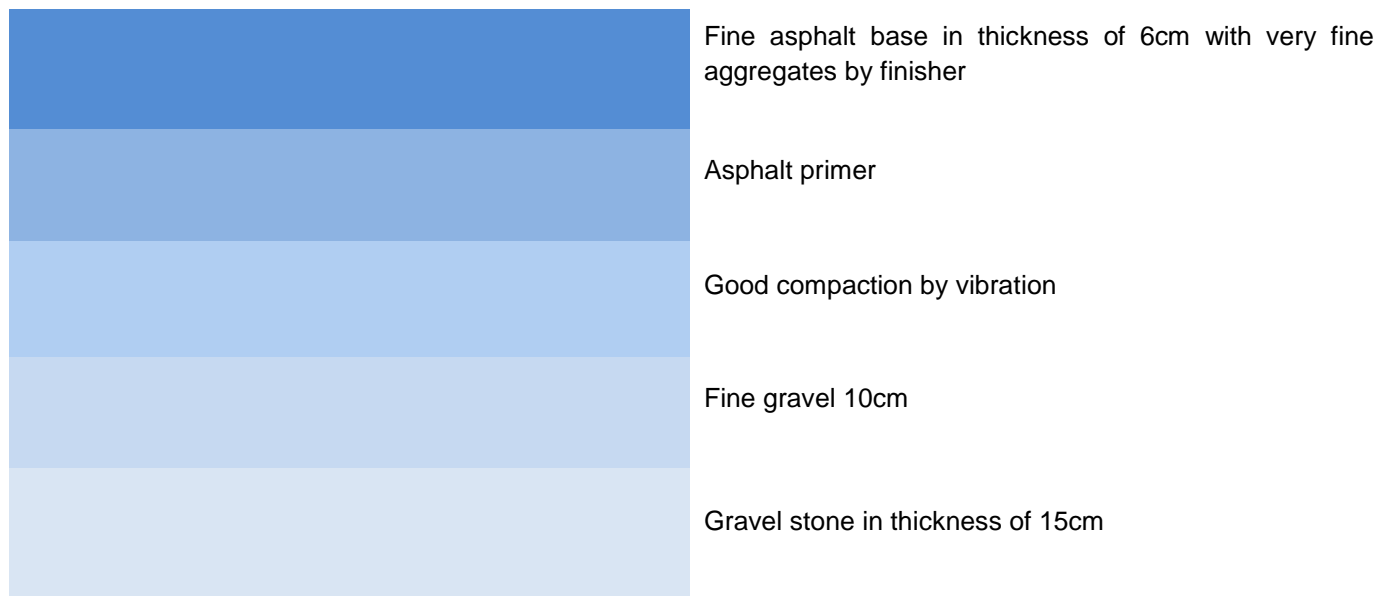 Fine asphalt base in thickness of 6cm with very fine
aggregates by finisher
Asphalt primer
Good compaction by vibration
Fine gravel 10cm
Gravel stone in thickness of 15cm